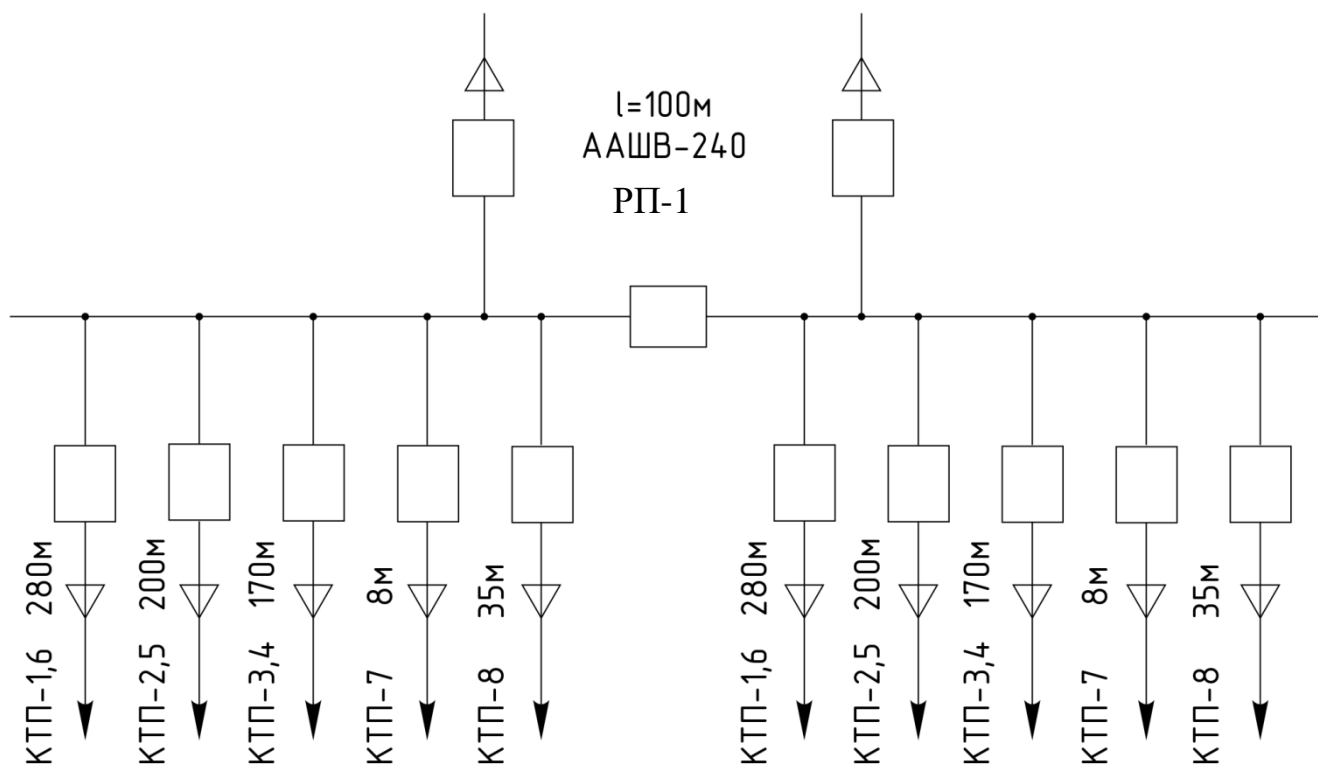 l=100м
ААШВ-240
РП-1
КТП-1,6 280м
КТП-2,5 200м
КТП-3,4 170м
КТП-7 8м
КТП-8 35м
КТП-1,6 280м
КТП-2,5 200м
КТП-3,4 170м
КТП-7 8м
КТП-8 35м